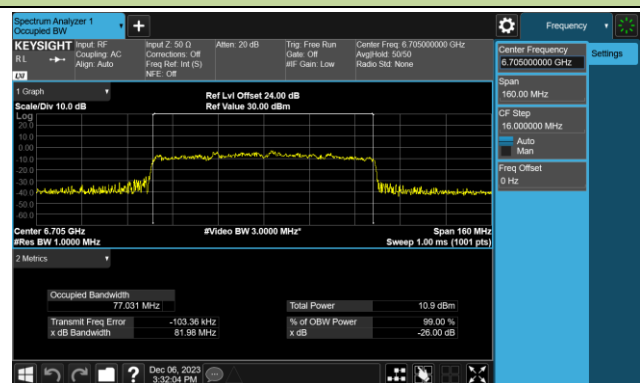 Spectrum Analyzer 1
Occupied BW
Frequency
KEYSIGHT
Input: RF
Coupling: AC
Align: Auto
Input Z: 50 Ω
Corrections: Off
Freq Ref: Int (S)
NFE: Off
Atten: 20 dB
Trig: Free Run
Gate: Off
#IF Gain: Low
Center Freq: 6.705000000 GHz
Avg|Hold: 50/50
Radio Std: None
R L
LW
Center Frequency
6.705000000 GHz
Settings
Span
160.00 MHz
CF Step
16.000000 MHz
Auto
Man
Freq Offset
0 Hz
1 Graph
Scale/Div 10.0 dB
Ref Lvl Offset 24.00 dB
Ref Value 30.00 dBm
Log
20.0
10.0
0.0
-10.0
-20.0
-30.0
-40.0
-50.0
-60.0
Center 6.705 GHz
#Res BW 1.0000 MHz
#Video BW 3.0000 MHz*
Span 160 MHz
Sweep 1.00 ms (1001 pts)
2 Metrics
Occupied Bandwidth
77.031 MHz
Total Power 10.9 dBm
Transmit Freq Error -103.36 kHz
% of OBW Power 99.00 %
x dB Bandwidth 81.98 MHz
x dB -26.00 dB
Dec 06, 2023
3:32:04 PM